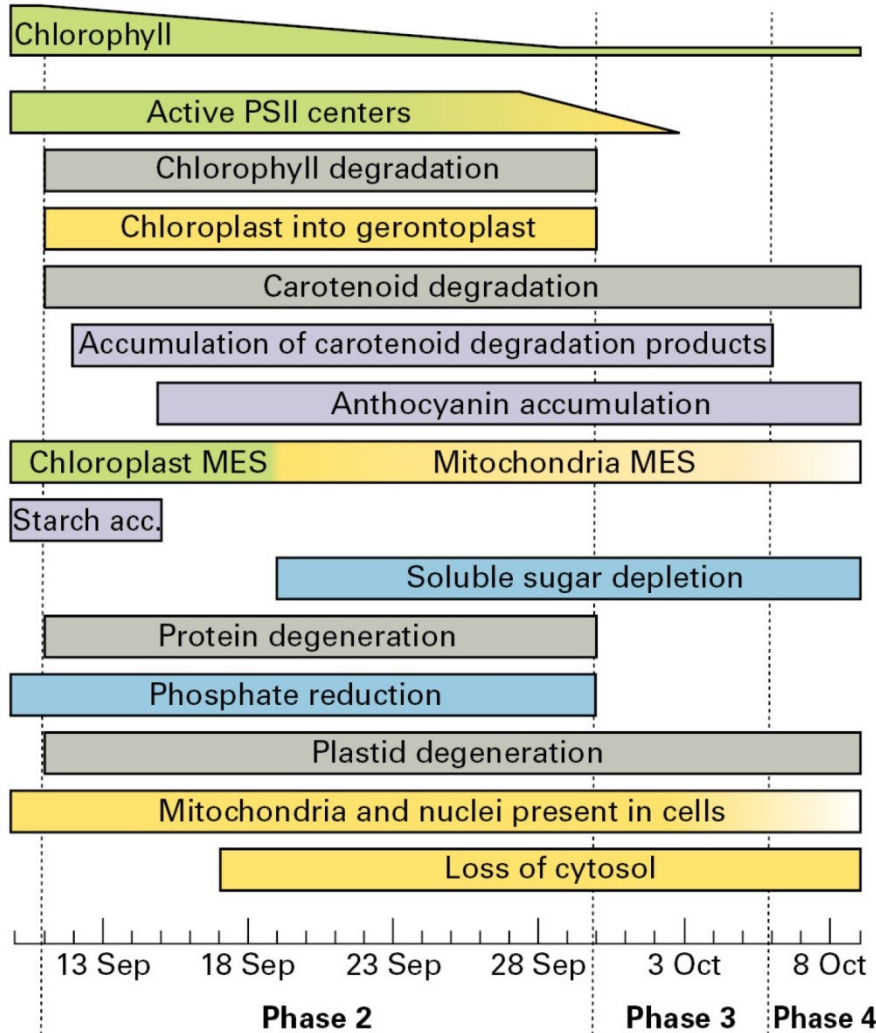 Chlorophyll
Active PSII centers
Chlorophyll degradation
Chloroplast into gerontoplast
Carotenoid degradation
Accumulation of carotenoid degradation products
Anthocyanin accumulation
Chloroplast MES Mitochondria MES
Starch acc.
Soluble sugar depletion
Protein degeneration
Phosphate reduction
Plastid degeneration
Mitochondria and nuclei present in cells
Loss of cytosol
13 Sep 18 Sep 23 Sep 28 Sep 3 Oct 8 Oct
Phase 2 Phase 3 Phase 4